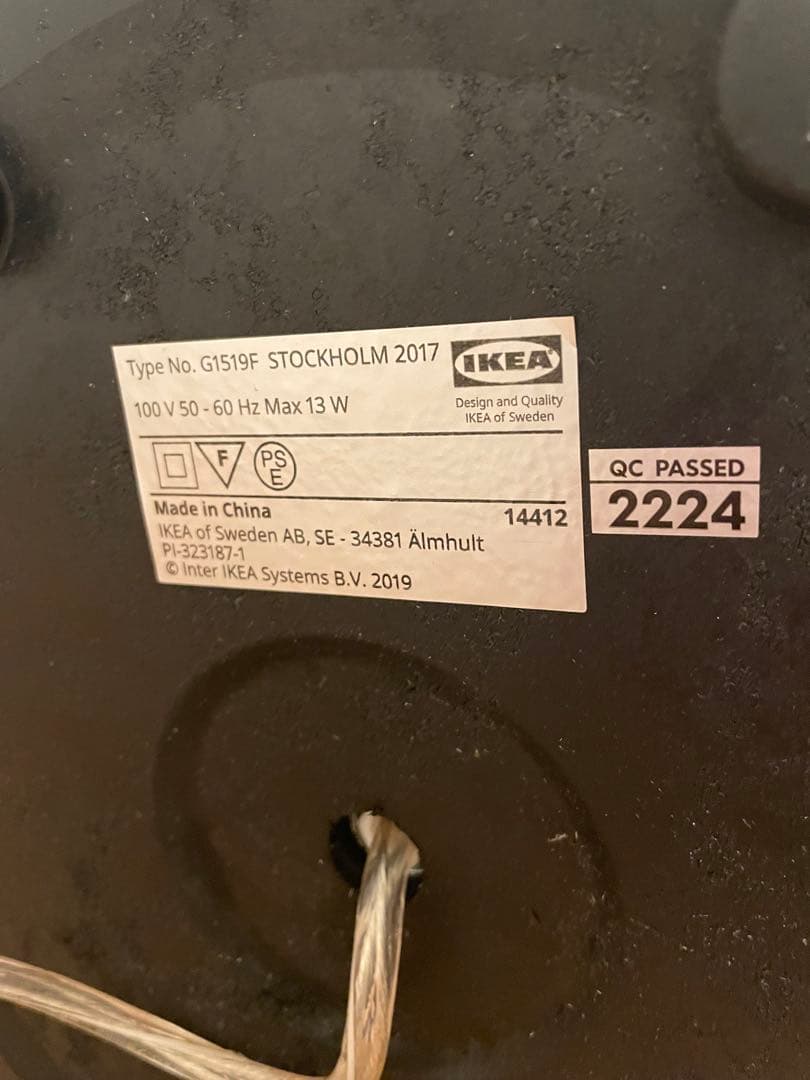 Type No. G1519F STOCKHOLM 2017
IKEA
100 V 50 - 60 Hz Max 13 W
Design and Quality
IKEA of Sweden
F
PS
E
Made in China
14412
IKEA of Sweden AB, SE - 34381 Älmhult
PI-323187-1
© Inter IKEA Systems B.V. 2019
QC PASSED
2224